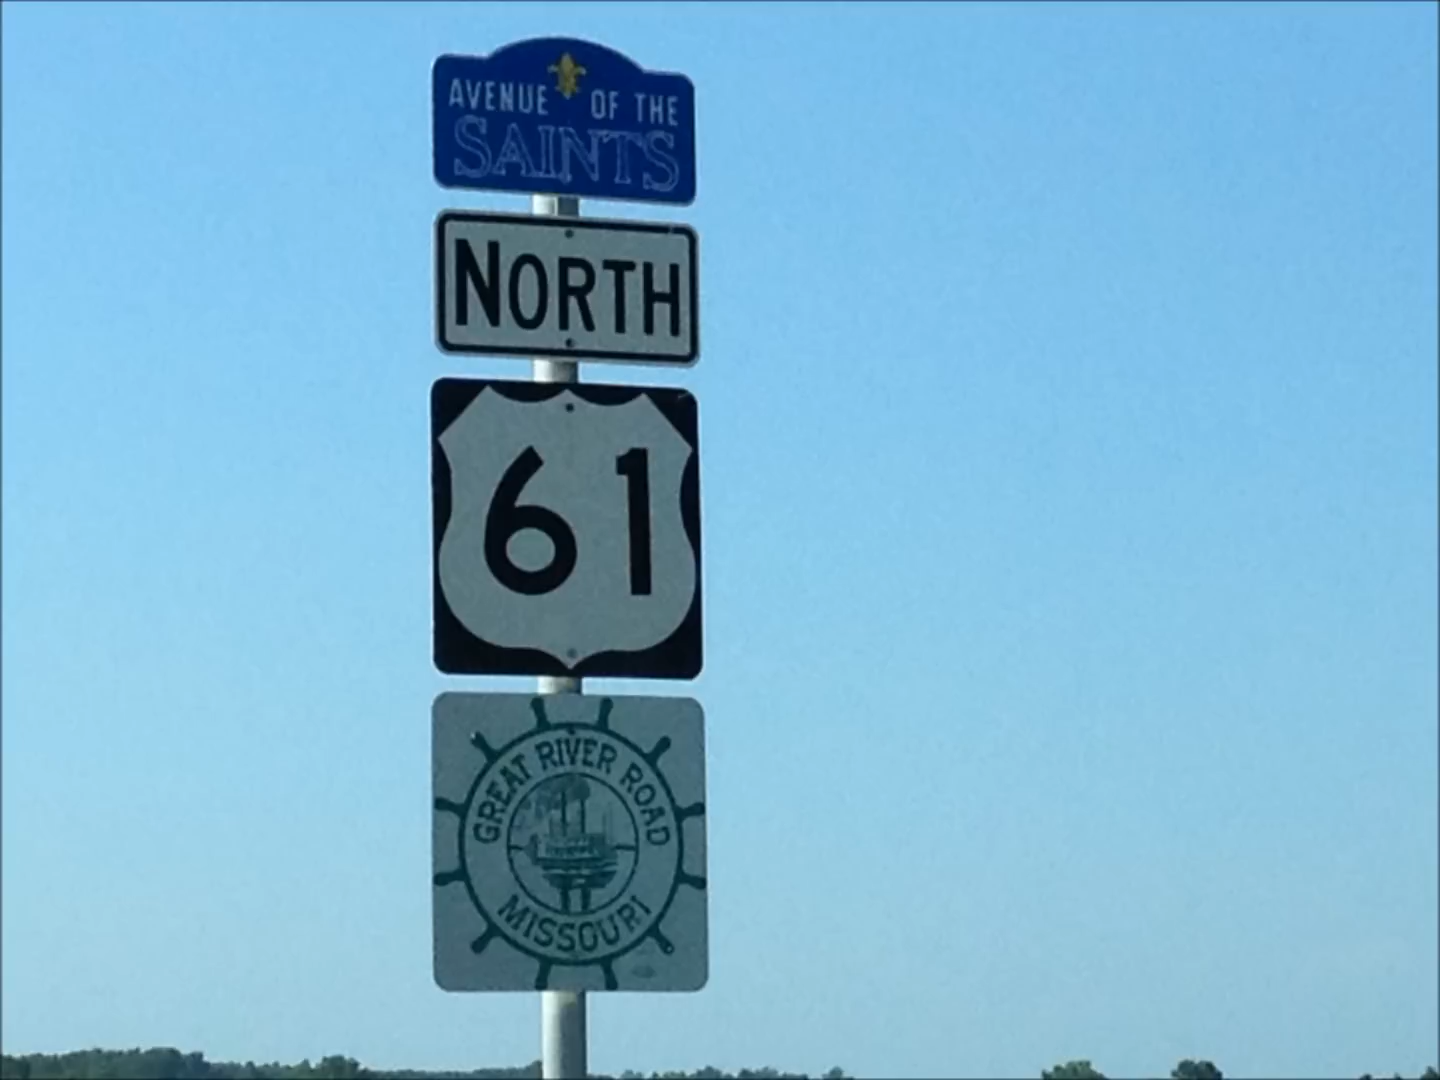 AVENUE OF THE
SAINTS
NORTH
61
GREAT RIVER ROAD
MISSOURI